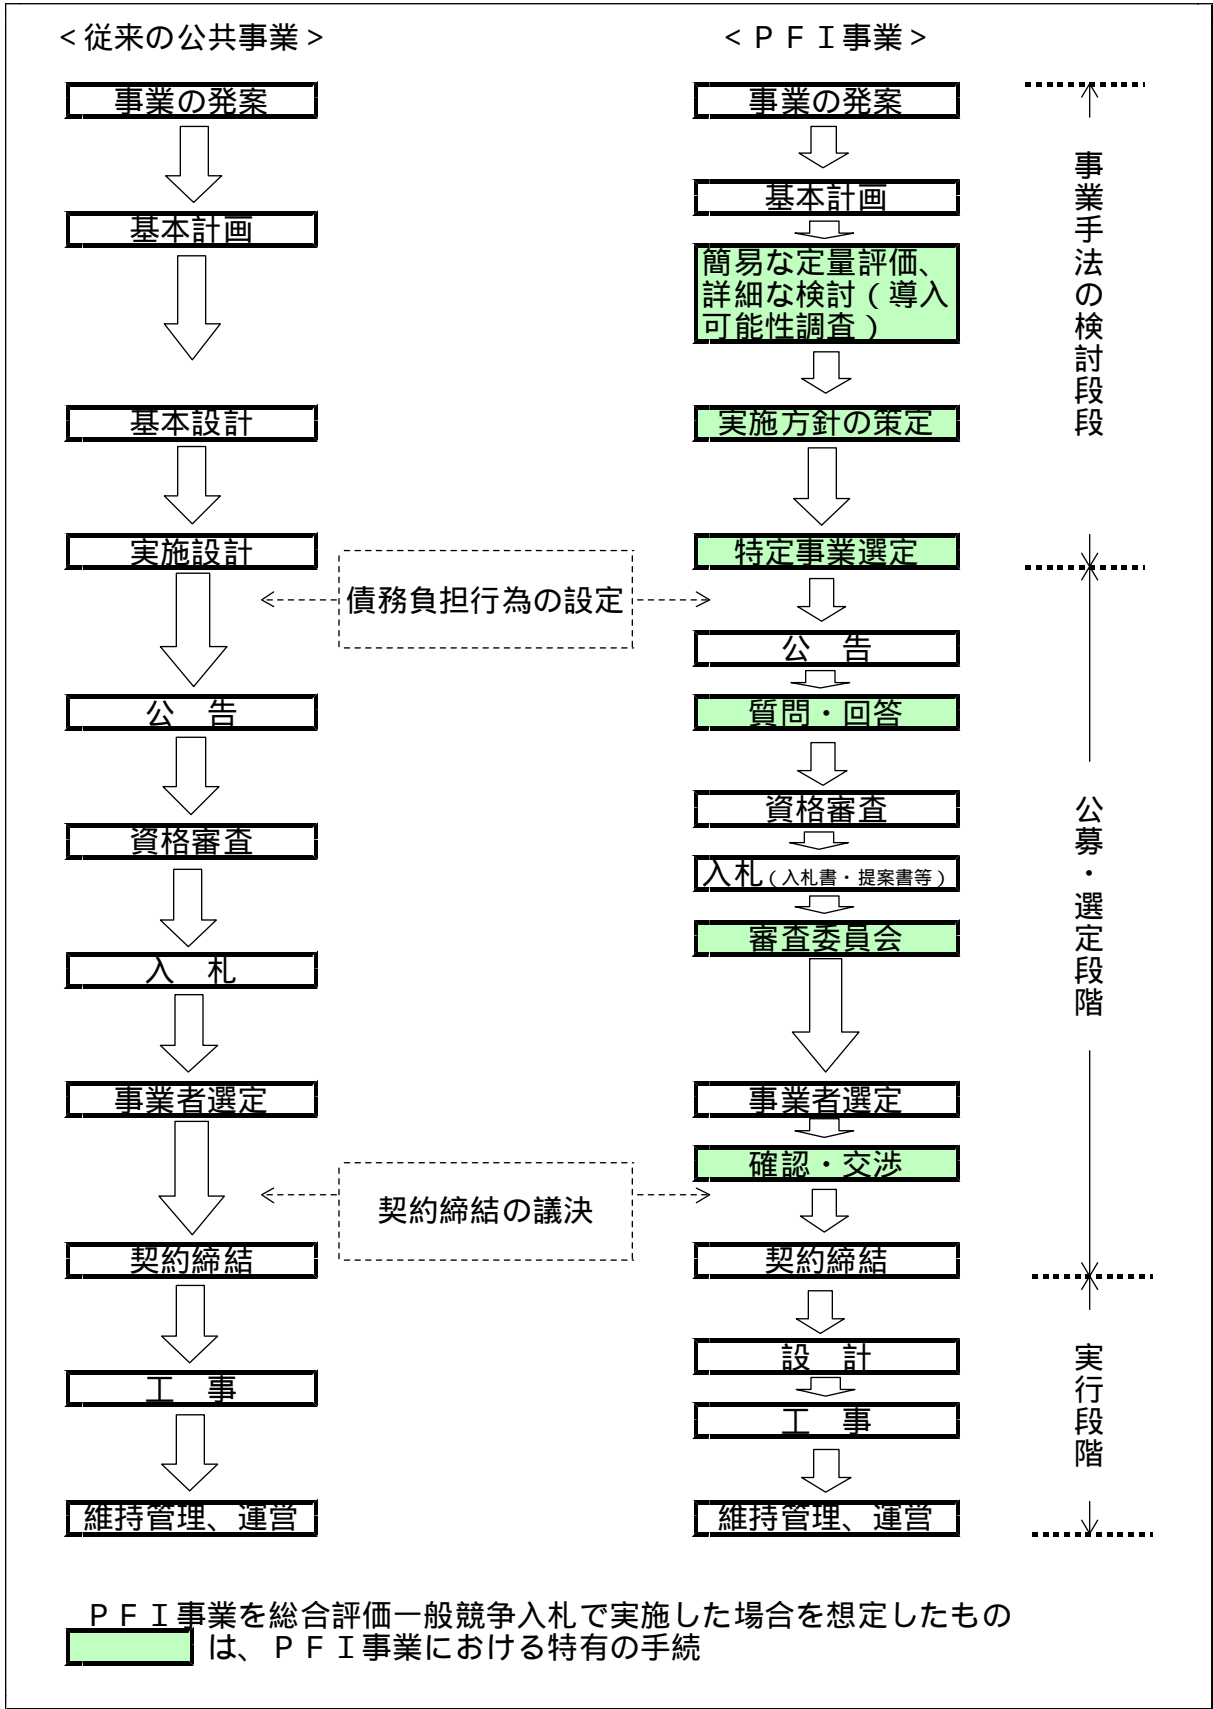 <従来の公共事業>
事業の発案
基本計画
基本設計
実施設計
公　告
資格審査
入　札
事業者選定
契約締結
工　事
維持管理、運営
債務負担行為の設定
契約締結の議決
<ＰＦＩ事業>
事業の発案
基本計画
簡易な定量評価、
詳細な検討（導入
可能性調査）
実施方針の策定
特定事業選定
公　告
質問・回答
資格審査
入札（入札書・提案書等）
審査委員会
事業者選定
確認・交渉
契約締結
設　計
工　事
維持管理、運営
事業手法の検討段段
公募・選定段階
実行段階
ＰＦＩ事業を総合評価一般競争入札で実施した場合を想定したもの
は、ＰＦＩ事業における特有の手続